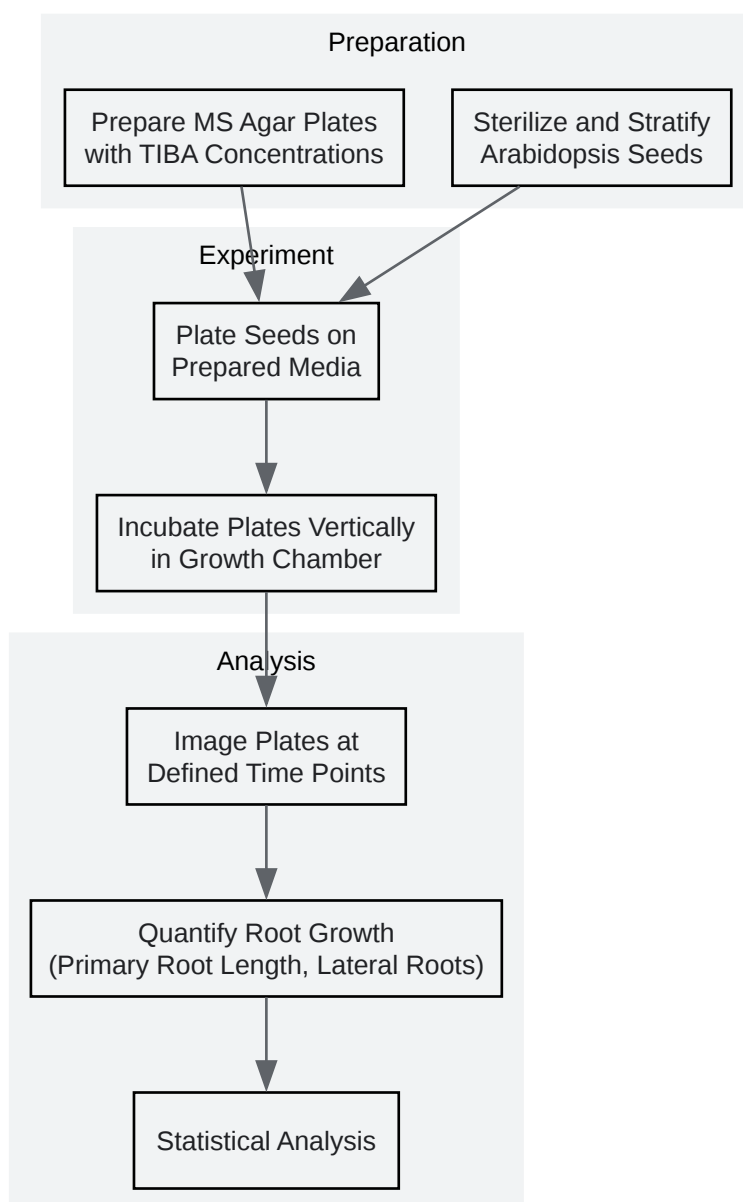 Preparation
Prepare MS Agar Plates
with TIBA Concentrations
Sterilize and Stratify
Arabidopsis Seeds
Experiment
Plate Seeds on
Prepared Media
Incubate Plates Vertically
in Growth Chamber
Analysis
Image Plates at
Defined Time Points
Quantify Root Growth
(Primary Root Length, Lateral Roots)
Statistical Analysis